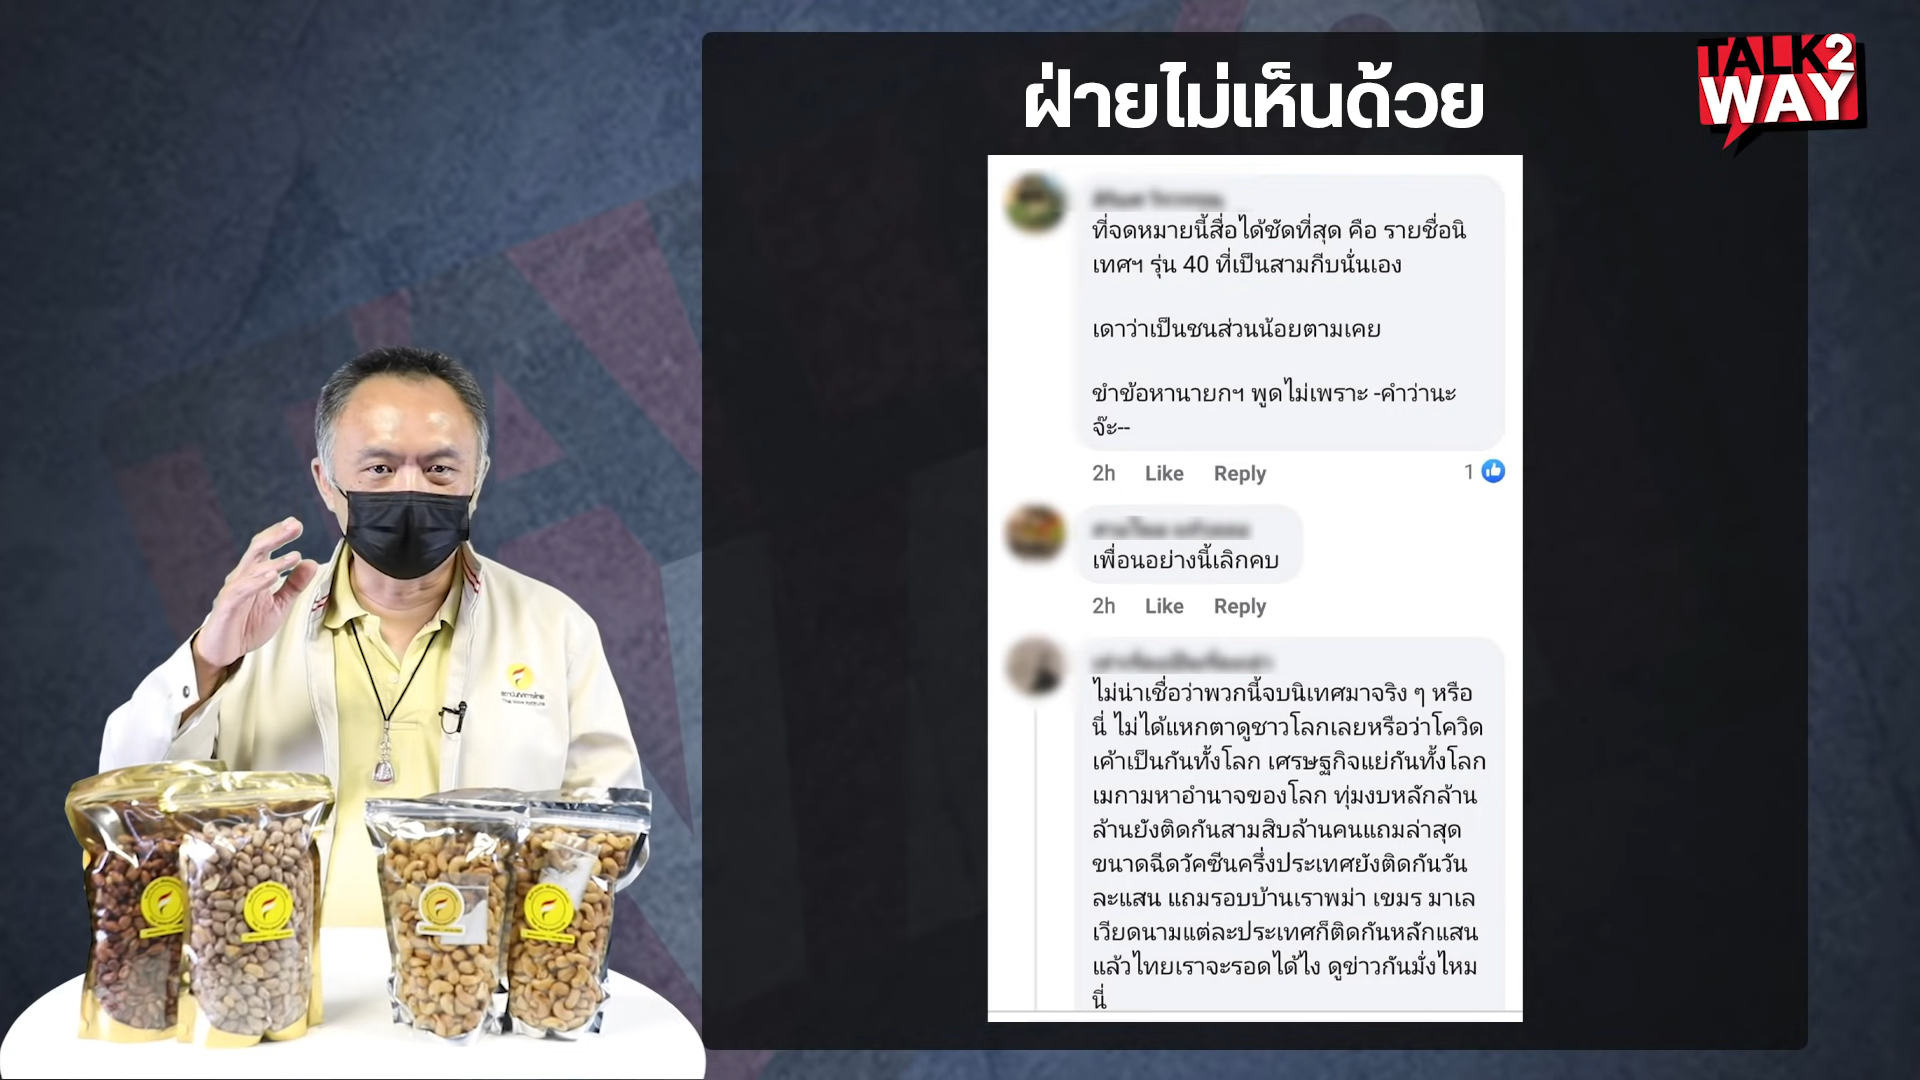 TALK2
WAY
ฝ่ายไม่เห็นด้วย
ที่จดหมายนี้สื่อได้ชัดที่สุด คือ รายชื่อนิ
เทศฯ รุ่น 40 ที่เป็นสามกีบนั่นเอง
เดาว่าเป็นชนส่วนน้อยตามเคย
ขำข้อหานายกฯ พูดไม่เพราะ -คำว่านะ
จ๊ะ--
2h Like Reply 1
เพื่อนอย่างนี้เลิกคบ
2h Like Reply
ไม่น่าเชื่อว่าพวกนี้จบนิเทศมาจริง ๆ หรือ
นี่ ไม่ได้แหกตาดูชาวโลกเลยหรือว่าโควิด
เค้าเป็นกันทั้งโลก เศรษฐกิจแย่กันทั้งโลก
เมกามหาอำนาจของโลก ทุ่มงบหลักล้าน
ล้านยังติดกันสามสิบล้านคนแถมล่าสุด
ขนาดฉีดวัคซีนครึ่งประเทศยังติดกันวัน
ละแสน แถมรอบบ้านเราพม่า เขมร มาเล
เวียดนามแต่ละประเทศก็ติดกันหลักแสน
แล้วไทยเราจะรอดได้ไง ดูข่าวกันมั่งไหม
นี่
สถาบันทิศทางไทย